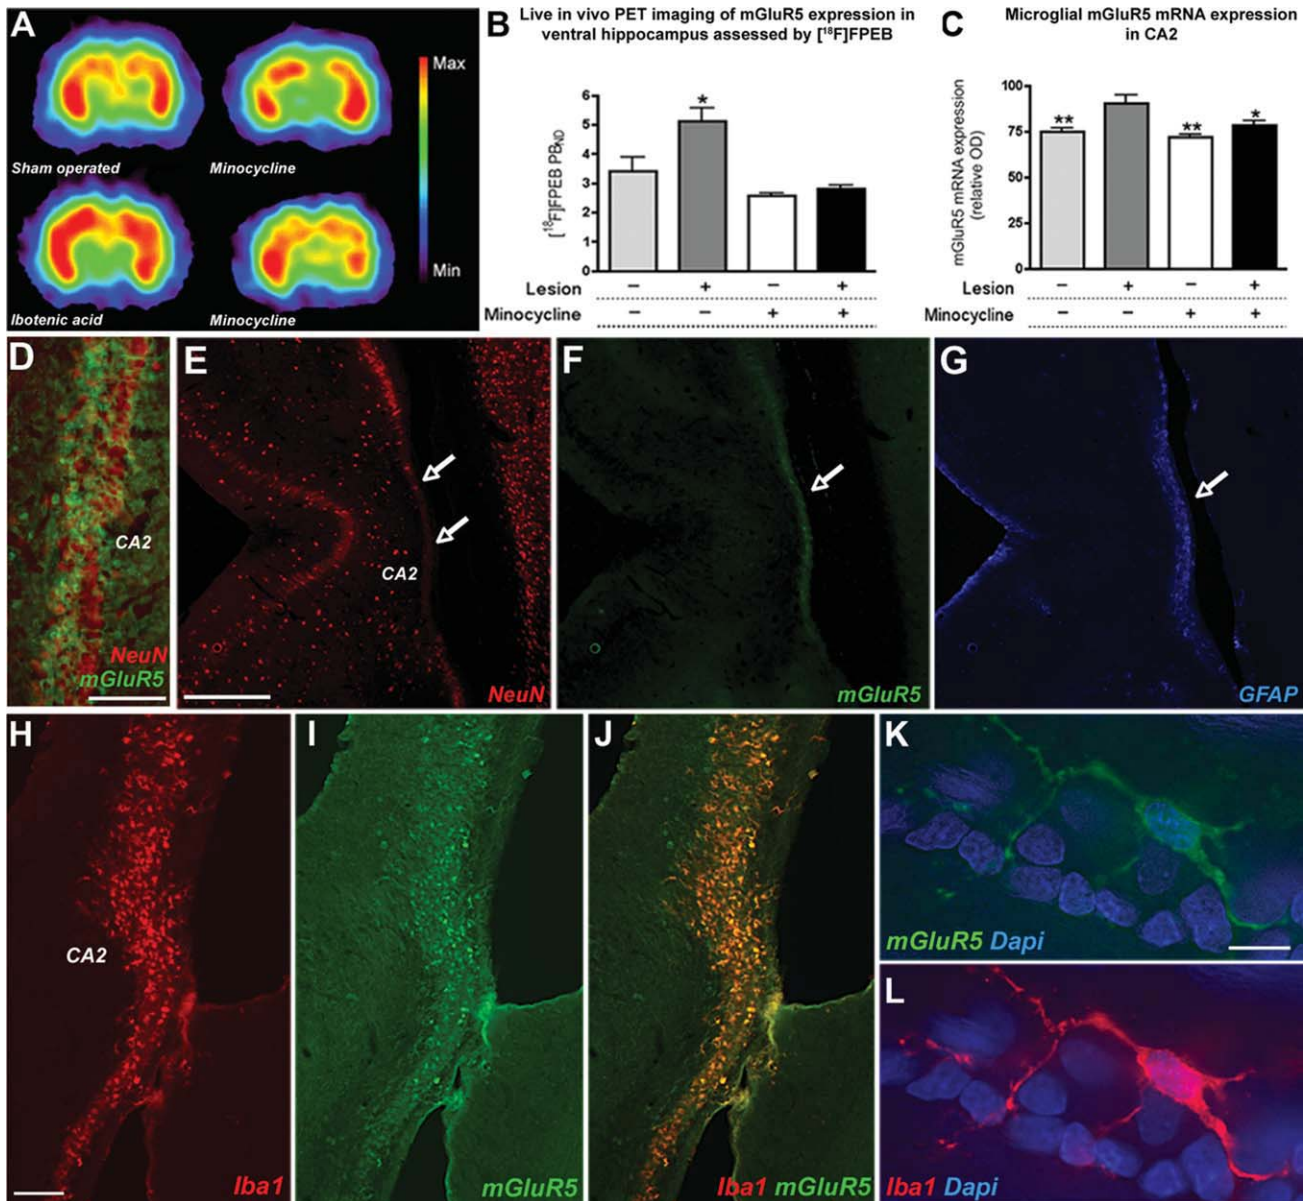 A
Max
Min
Sham operated
Minocycline
Ibotenic acid
Minocycline
B
Live in vivo PET imaging of mGluR5 expression in
ventral hippocampus assessed by [¹⁸F]FPEB
[¹⁸F]FPEB PBND
6
5
4
3
2
1
0
*
Lesion − + − +
Minocycline − − + +
C
Microglial mGluR5 mRNA expression
in CA2
mGluR5 mRNA expression
(relative OD)
100
75
50
25
0
** ** *
Lesion − + − +
Minocycline − − + +
D
CA2
NeuN
mGluR5
E
CA2
NeuN
F
mGluR5
G
GFAP
H
CA2
Iba1
I
mGluR5
J
Iba1 mGluR5
K
mGluR5 Dapi
L
Iba1 Dapi